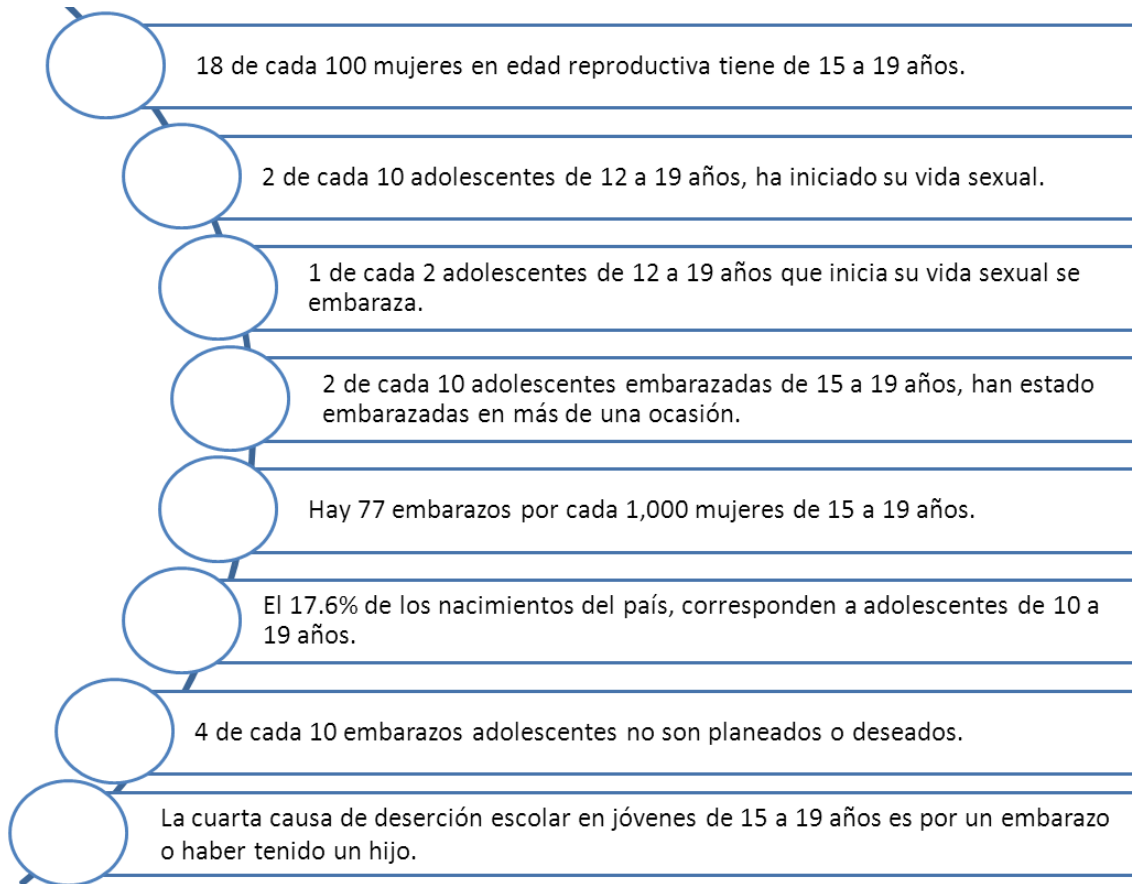 18 de cada 100 mujeres en edad reproductiva tiene de 15 a 19 años.
2 de cada 10 adolescentes de 12 a 19 años, ha iniciado su vida sexual.
1 de cada 2 adolescentes de 12 a 19 años que inicia su vida sexual se
embaraza.
2 de cada 10 adolescentes embarazadas de 15 a 19 años, han estado
embarazadas en más de una ocasión.
Hay 77 embarazos por cada 1,000 mujeres de 15 a 19 años.
El 17.6% de los nacimientos del país, corresponden a adolescentes de 10 a
19 años.
4 de cada 10 embarazos adolescentes no son planeados o deseados.
La cuarta causa de deserción escolar en jóvenes de 15 a 19 años es por un embarazo
o haber tenido un hijo.